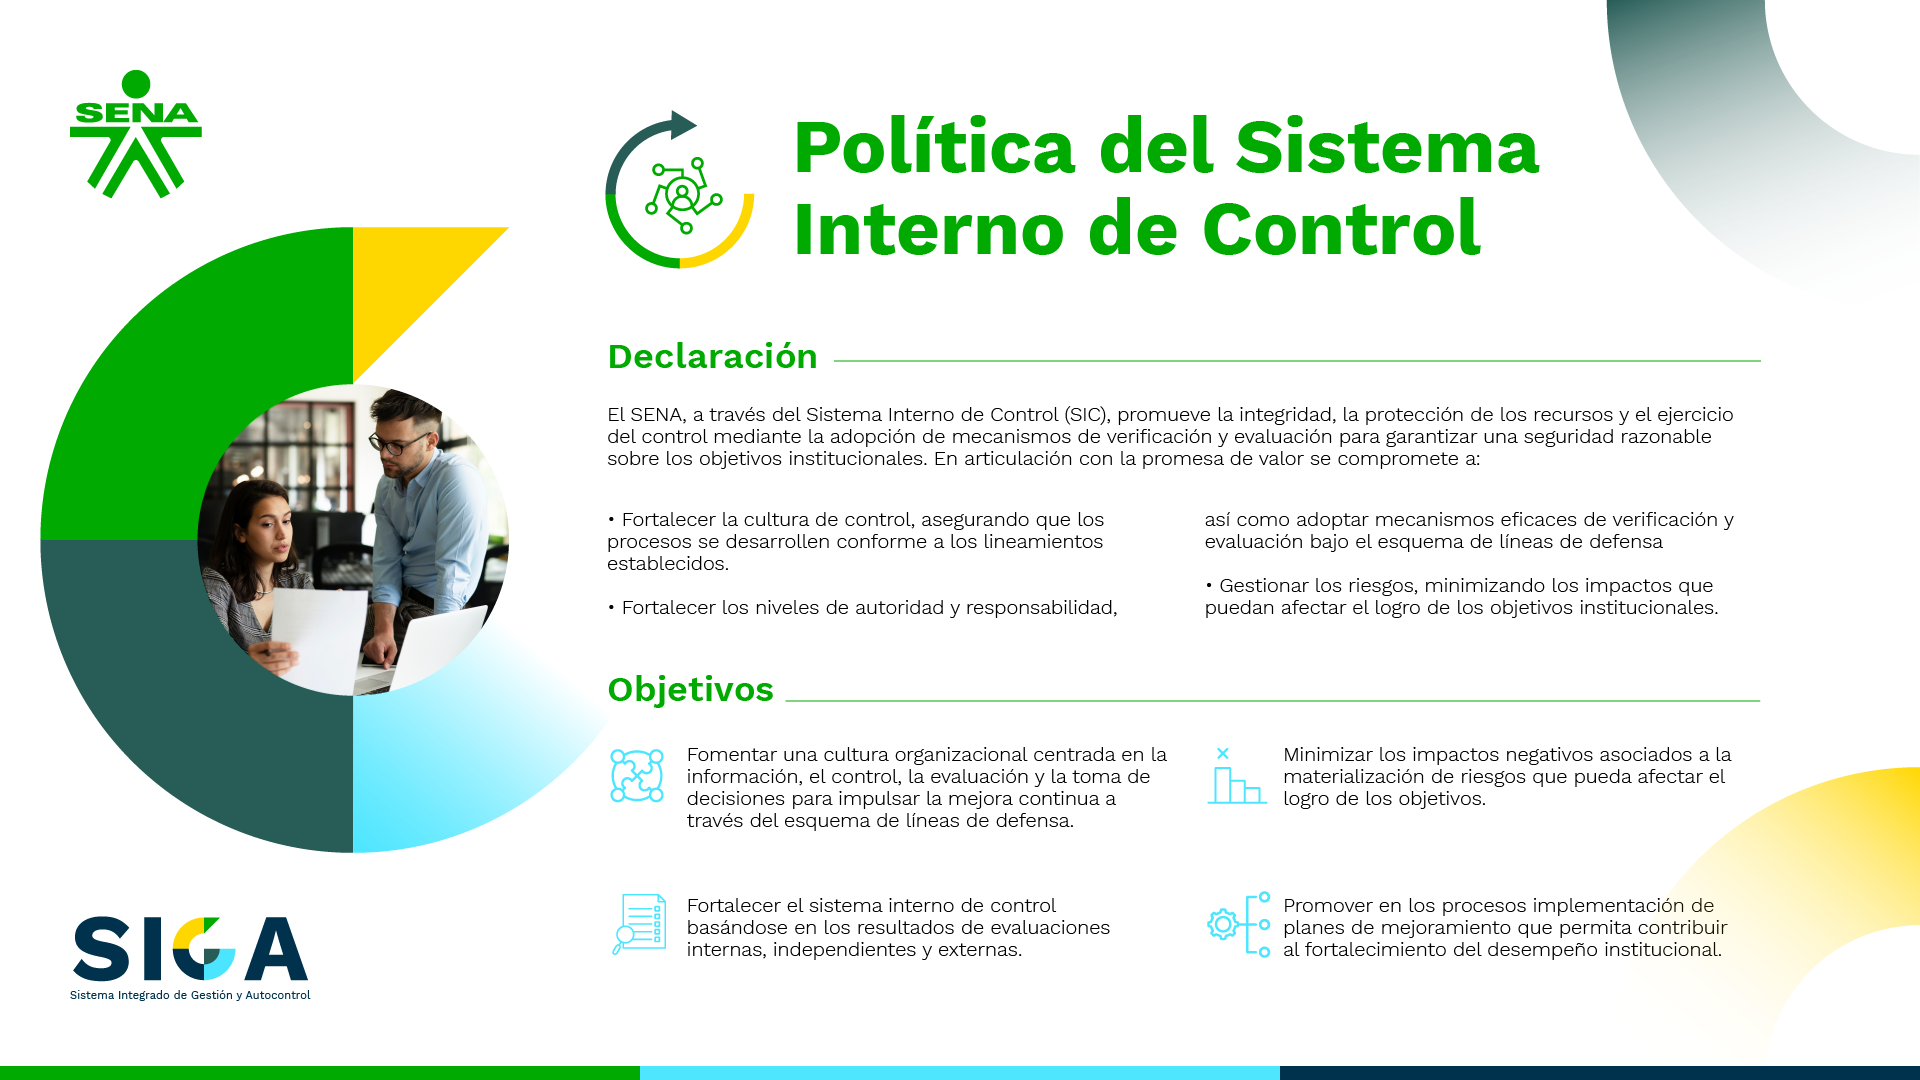 SENA
Política del Sistema
Interno de Control
Declaración
El SENA, a través del Sistema Interno de Control (SIC), promueve la integridad, la protección de los recursos y el ejercicio
del control mediante la adopción de mecanismos de verificación y evaluación para garantizar una seguridad razonable
sobre los objetivos institucionales. En articulación con la promesa de valor se compromete a:
• Fortalecer la cultura de control, asegurando que los
procesos se desarrollen conforme a los lineamientos
establecidos.
• Fortalecer los niveles de autoridad y responsabilidad,
así como adoptar mecanismos eficaces de verificación y
evaluación bajo el esquema de líneas de defensa
• Gestionar los riesgos, minimizando los impactos que
puedan afectar el logro de los objetivos institucionales.
Objetivos
Fomentar una cultura organizacional centrada en la
información, el control, la evaluación y la toma de
decisiones para impulsar la mejora continua a
través del esquema de líneas de defensa.
Minimizar los impactos negativos asociados a la
materialización de riesgos que pueda afectar el
logro de los objetivos.
Fortalecer el sistema interno de control
basándose en los resultados de evaluaciones
internas, independientes y externas.
Promover en los procesos implementación de
planes de mejoramiento que permita contribuir
al fortalecimiento del desempeño institucional.
SIGA
Sistema Integrado de Gestión y Autocontrol